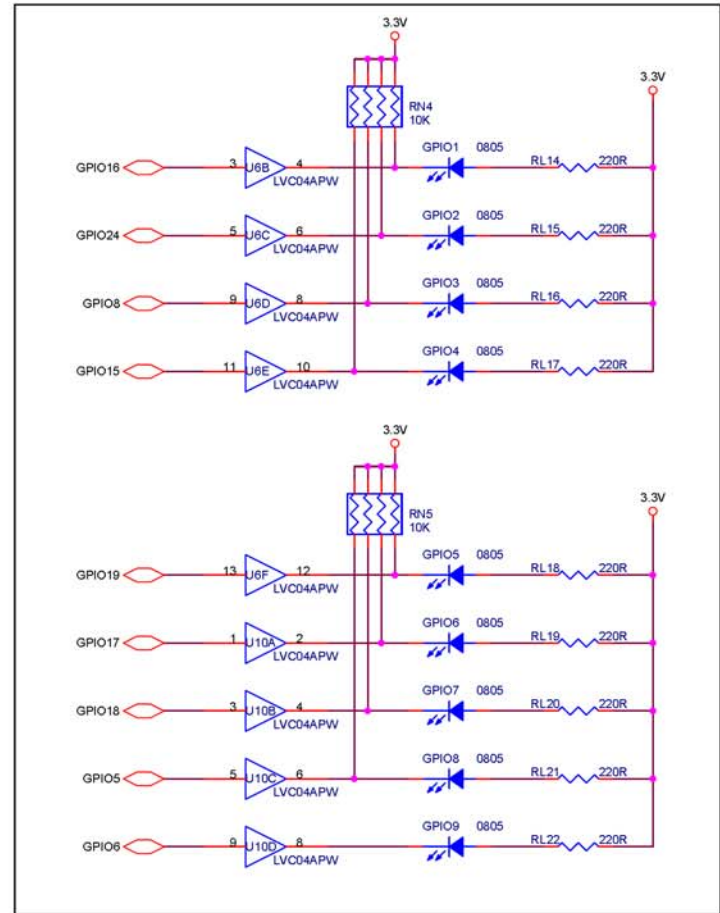 3.3V
3.3V
RN4
10K
GPIO1 0805
GPIO16 3 U6B 4 RL14 220R
LVC04APW
GPIO2 0805
GPIO24 5 U6C 6 RL15 220R
LVC04APW
GPIO3 0805
GPIO8 9 U6D 8 RL16 220R
LVC04APW
GPIO4 0805
GPIO15 11 U6E 10 RL17 220R
LVC04APW
3.3V
3.3V
RN5
10K
GPIO5 0805
GPIO19 13 U6F 12 RL18 220R
LVC04APW
GPIO6 0805
GPIO17 1 U10A 2 RL19 220R
LVC04APW
GPIO7 0805
GPIO18 3 U10B 4 RL20 220R
LVC04APW
GPIO8 0805
GPIO5 5 U10C 6 RL21 220R
LVC04APW
GPIO9 0805
GPIO6 9 U10D 8 RL22 220R
LVC04APW